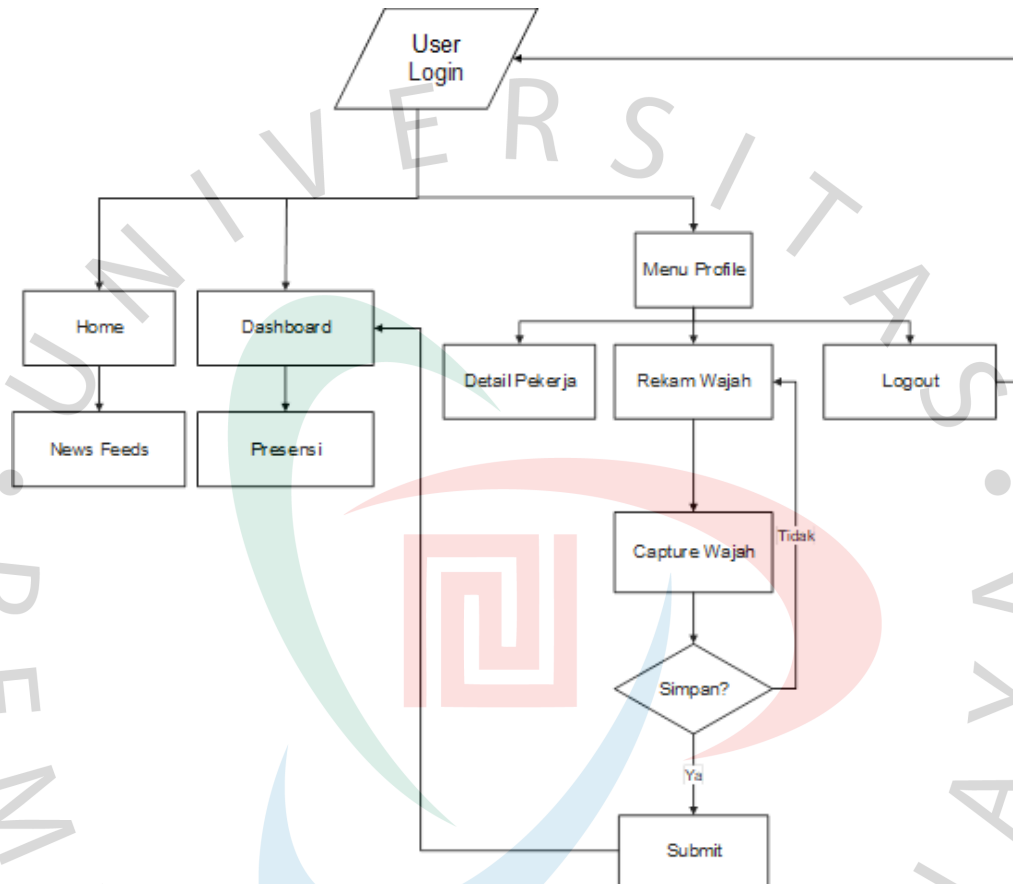 User
Login
Menu Profile
Home
Dashboard
Detail Pekerja
Rekam Wajah
Logout
News Feeds
Presensi
Capture Wajah
Tidak
Simpan?
Ya
Submit
UNIVERSITAS